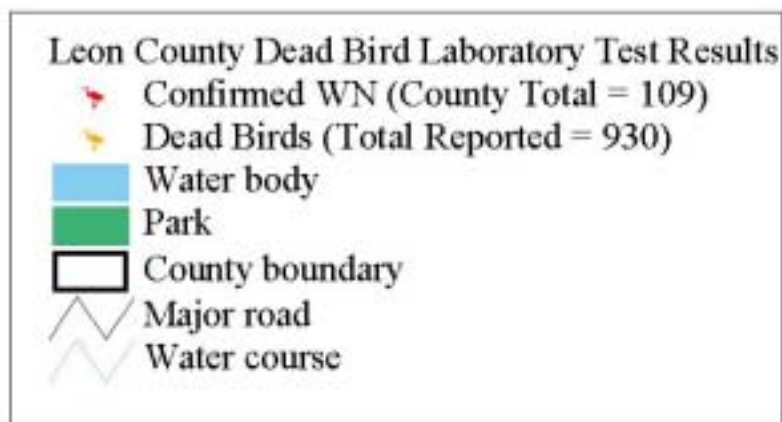 Leon County Dead Bird Laboratory Test Results
Confirmed WN (County Total = 109)
Dead Birds (Total Reported = 930)
Water body
Park
County boundary
Major road
Water course